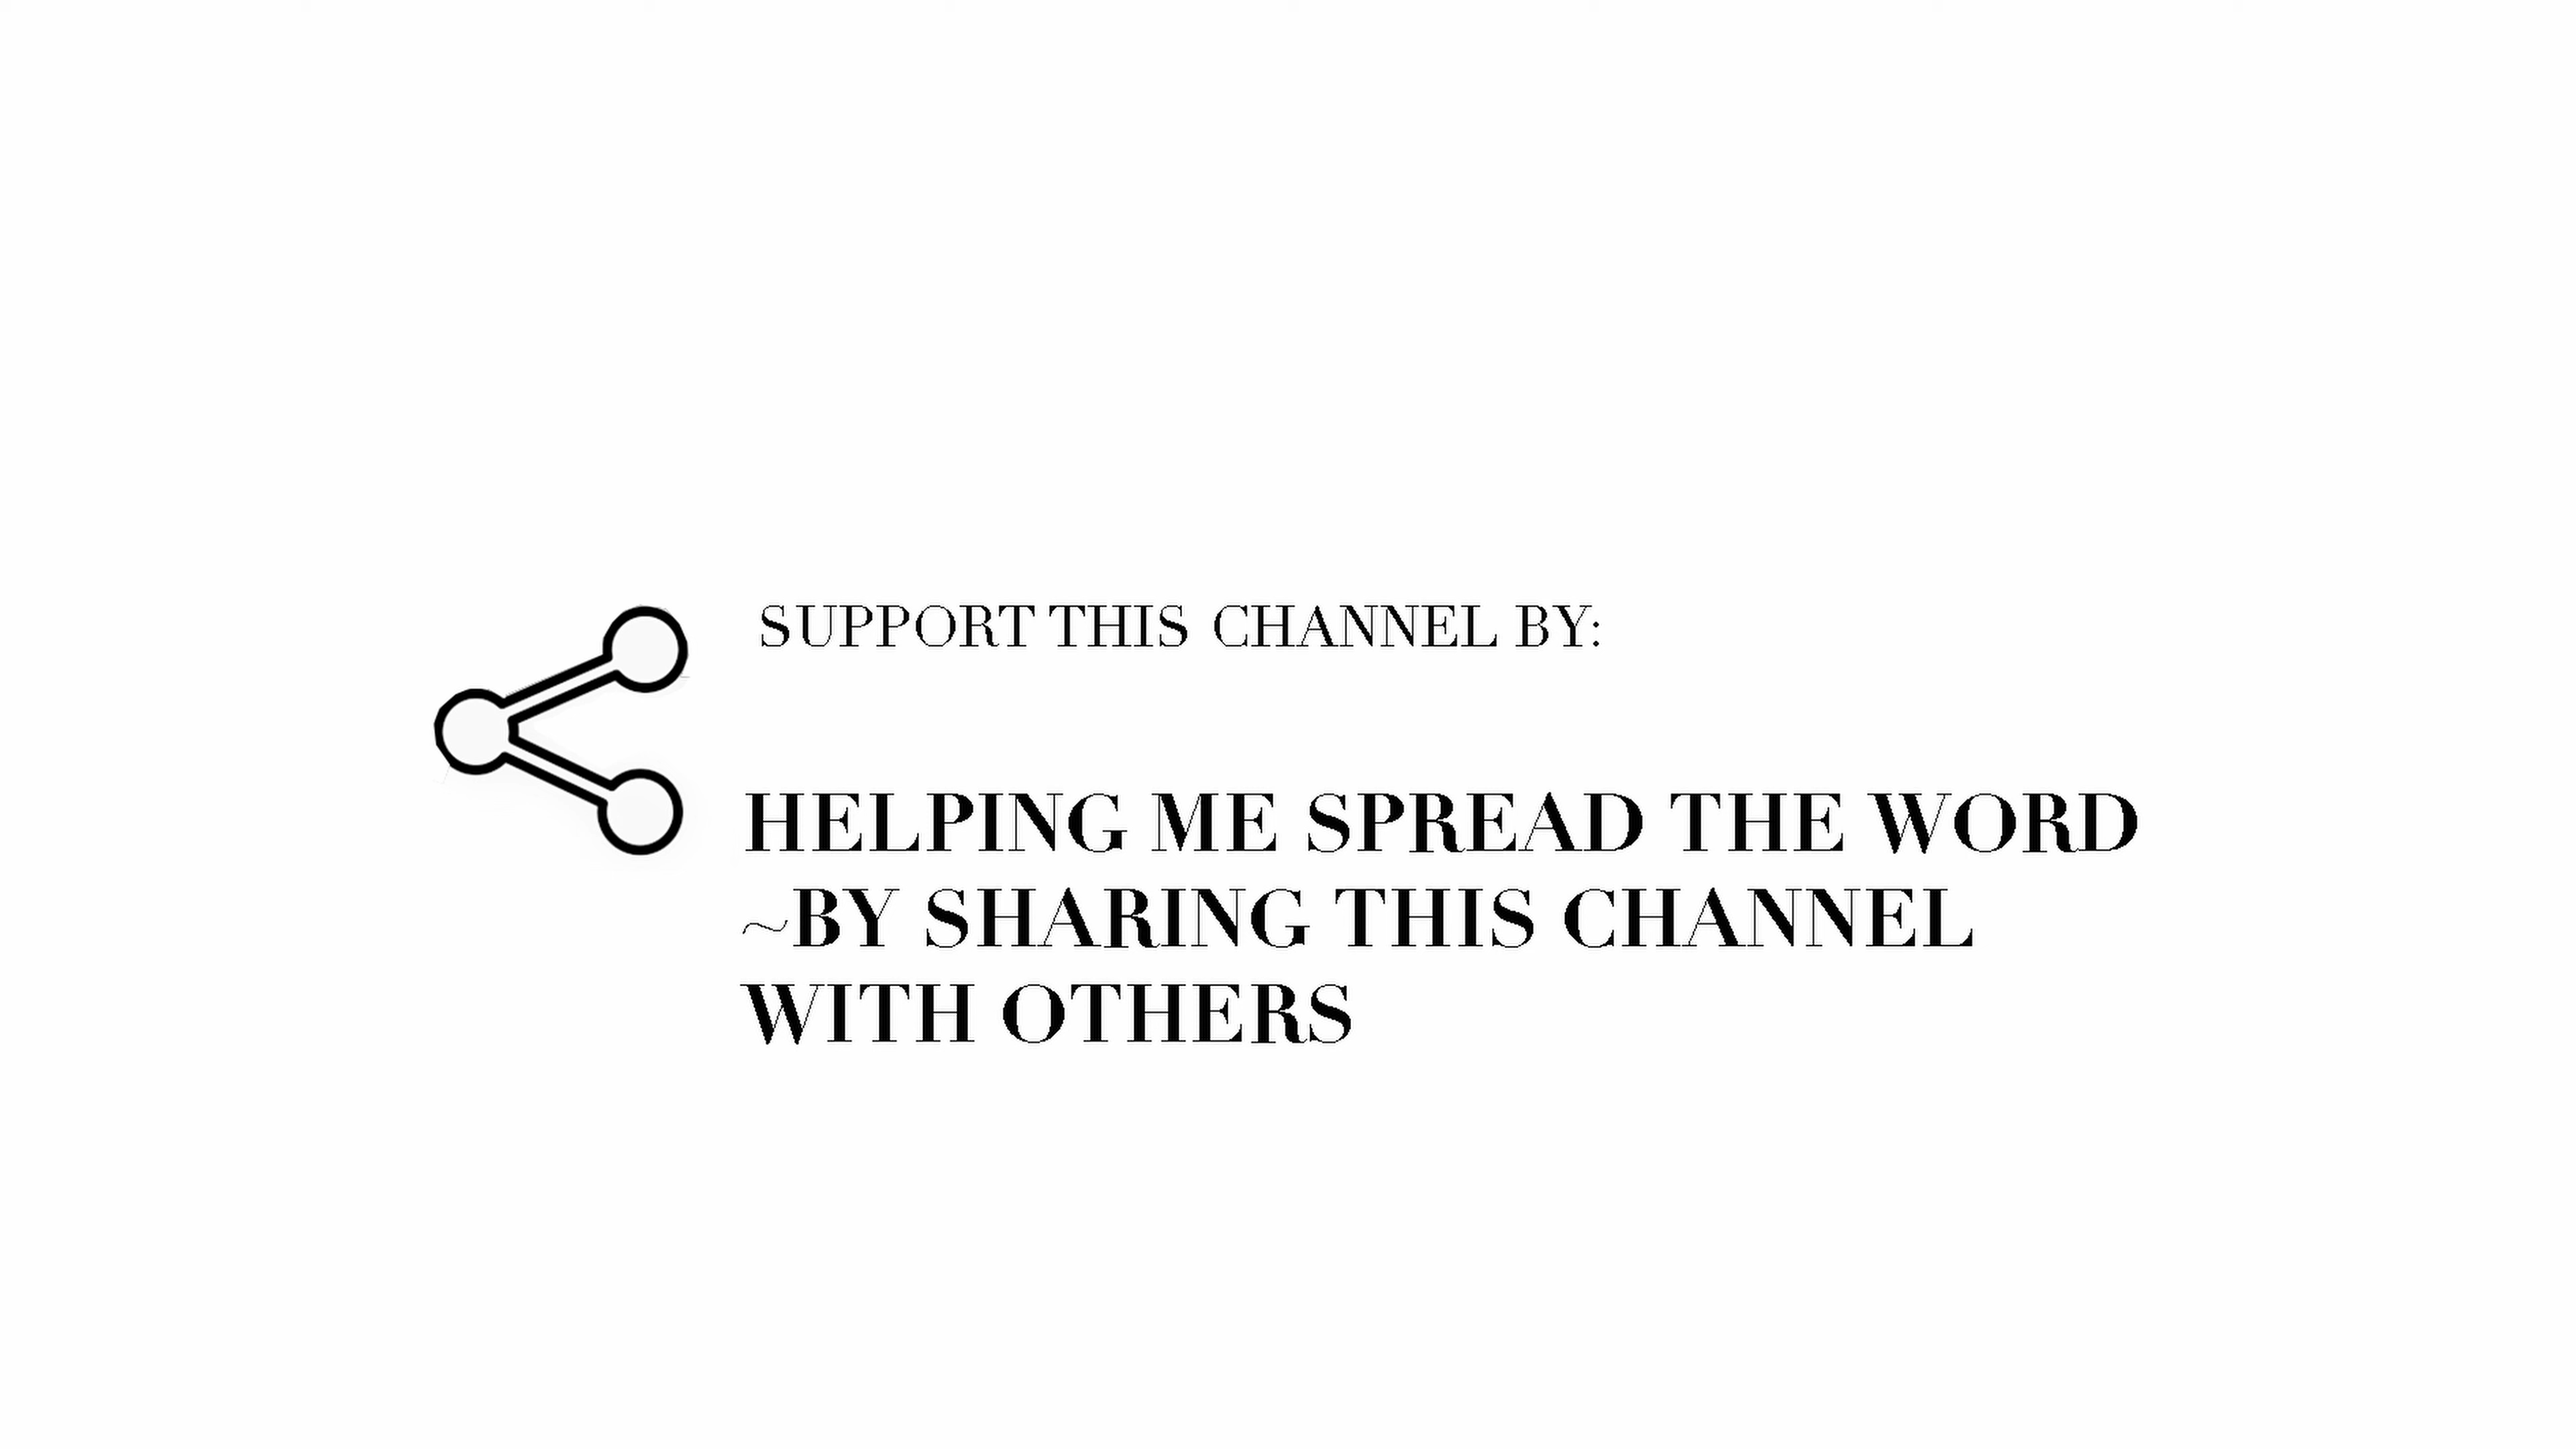 SUPPORT THIS CHANNEL BY:
HELPING ME SPREAD THE WORD
~BY SHARING THIS CHANNEL
WITH OTHERS